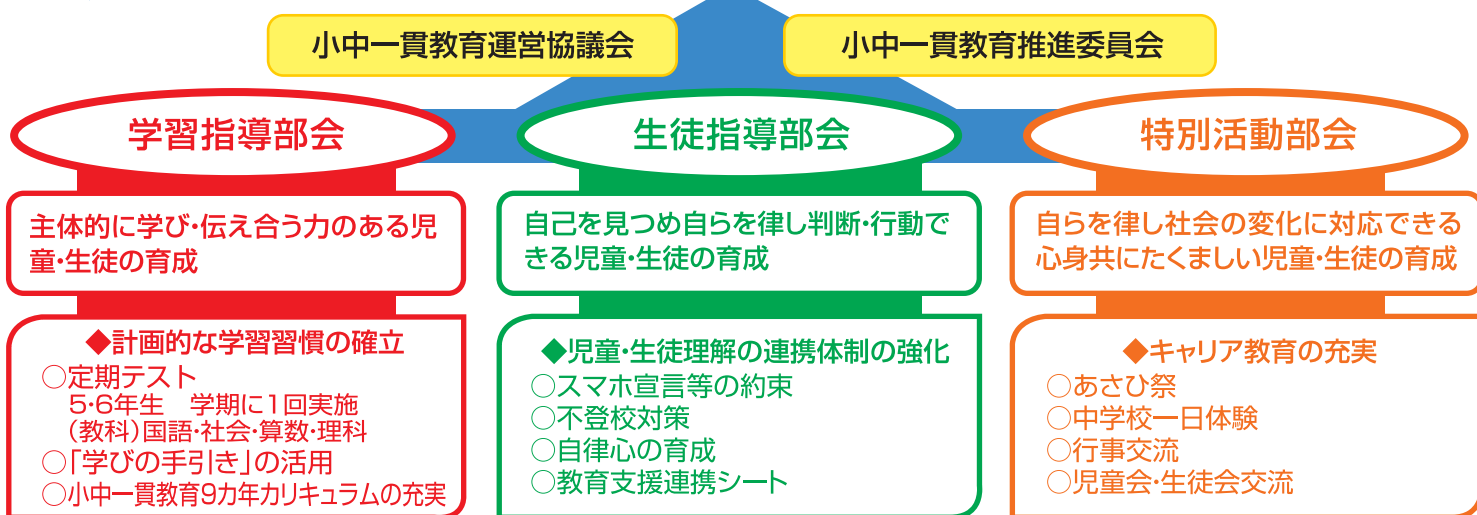 小中一貫教育運営協議会
小中一貫教育推進委員会
学習指導部会
主体的に学び・伝え合う力のある児
童・生徒の育成
◆計画的な学習習慣の確立
○定期テスト
5・6年生　学期に1回実施
(教科)国語・社会・算数・理科
○「学びの手引き」の活用
○小中一貫教育9カ年カリキュラムの充実
生徒指導部会
自己を見つめ自らを律し判断・行動で
きる児童・生徒の育成
◆児童・生徒理解の連携体制の強化
○スマホ宣言等の約束
○不登校対策
○自律心の育成
○教育支援連携シート
特別活動部会
自らを律し社会の変化に対応できる
心身共にたくましい児童・生徒の育成
◆キャリア教育の充実
○あさひ祭
○中学校一日体験
○行事交流
○児童会・生徒会交流